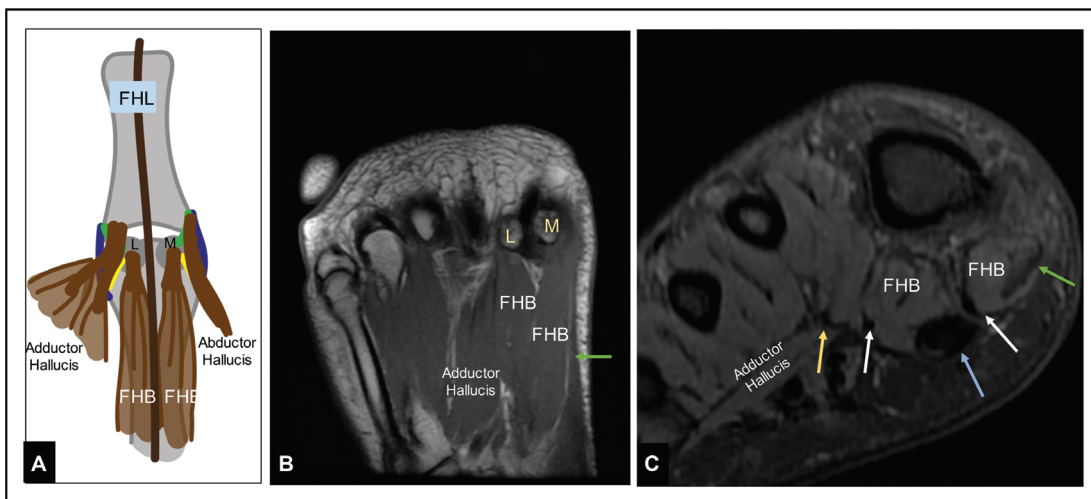 FHL
L
M
Adductor
Hallucis
Abductor
Hallucis
FHB
FHB
A
L
M
FHB
FHB
Adductor
Hallucis
B
FHB
FHB
Adductor
Hallucis
C